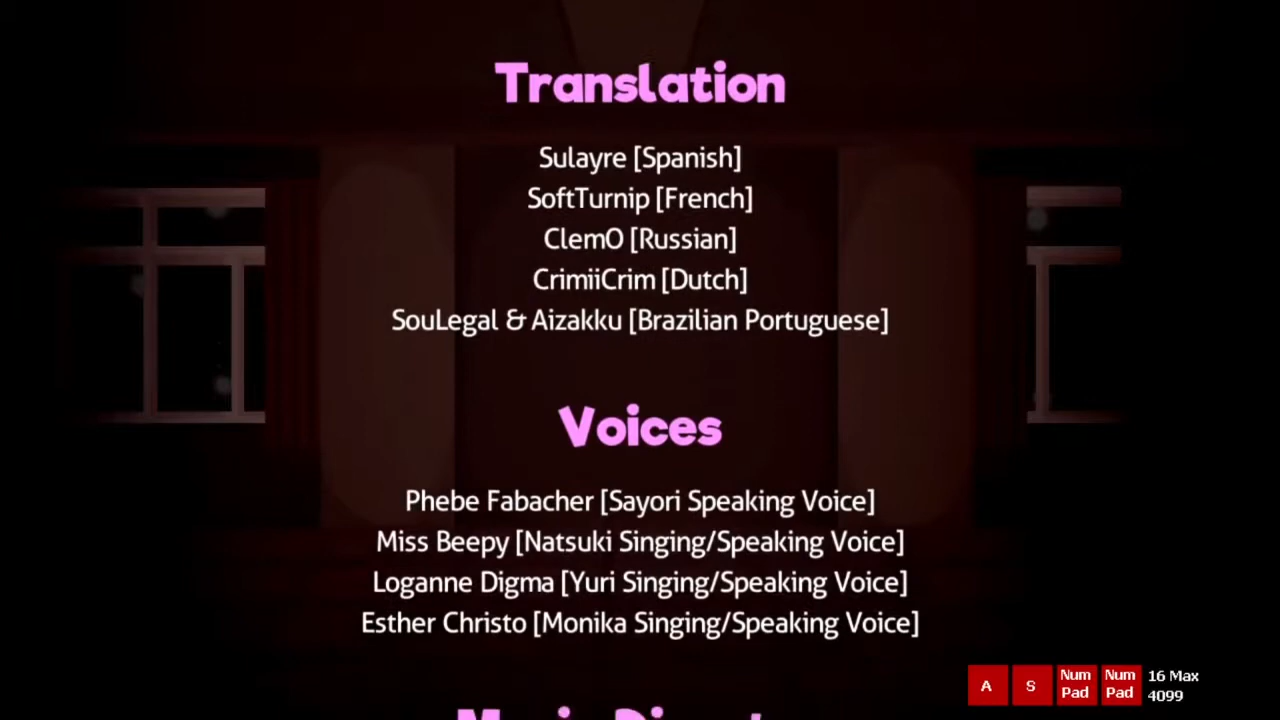 Translation
Sulayre [Spanish]
SoftTurnip [French]
ClemO [Russian]
CrimiiCrim [Dutch]
SouLegal & Aizakku [Brazilian Portuguese]
Voices
Phebe Fabacher [Sayori Speaking Voice]
Miss Beepy [Natsuki Singing/Speaking Voice]
Loganne Digma [Yuri Singing/Speaking Voice]
Esther Christo [Monika Singing/Speaking Voice]
A
S
Num Pad
Num Pad
16 Max
4099